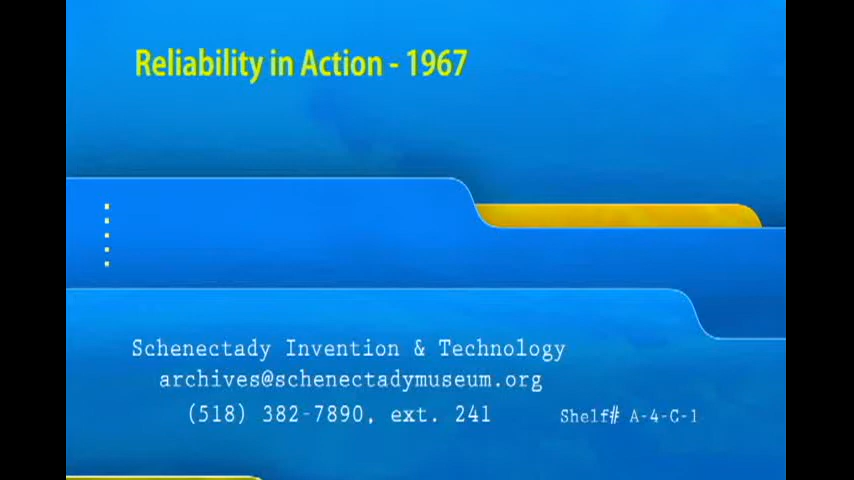 Reliability in Action - 1967
Schenectady Invention & Technology
archives@schenectadymuseum.org
(518) 382-7890, ext. 241
Shelf# A-4-C-1